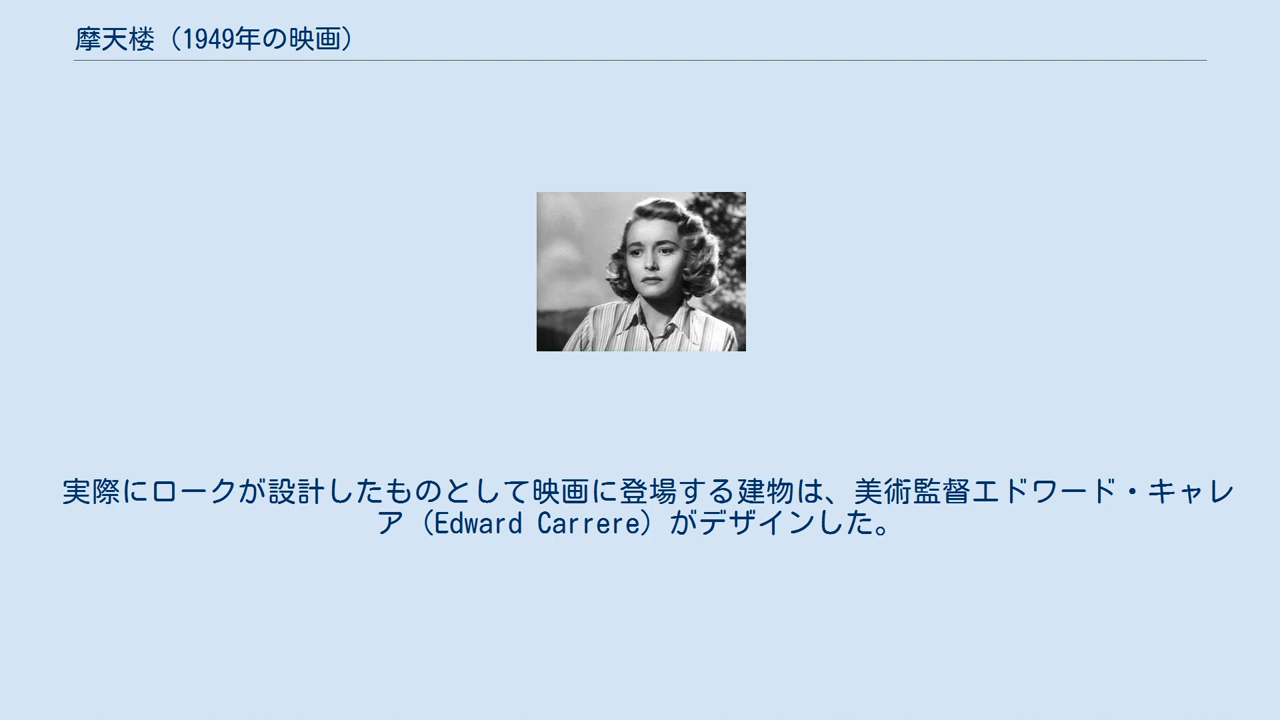 摩天楼（1949年の映画）
実際にロークが設計したものとして映画に登場する建物は、美術監督エドワード・キャレ
ア（Edward Carrere）がデザインした。